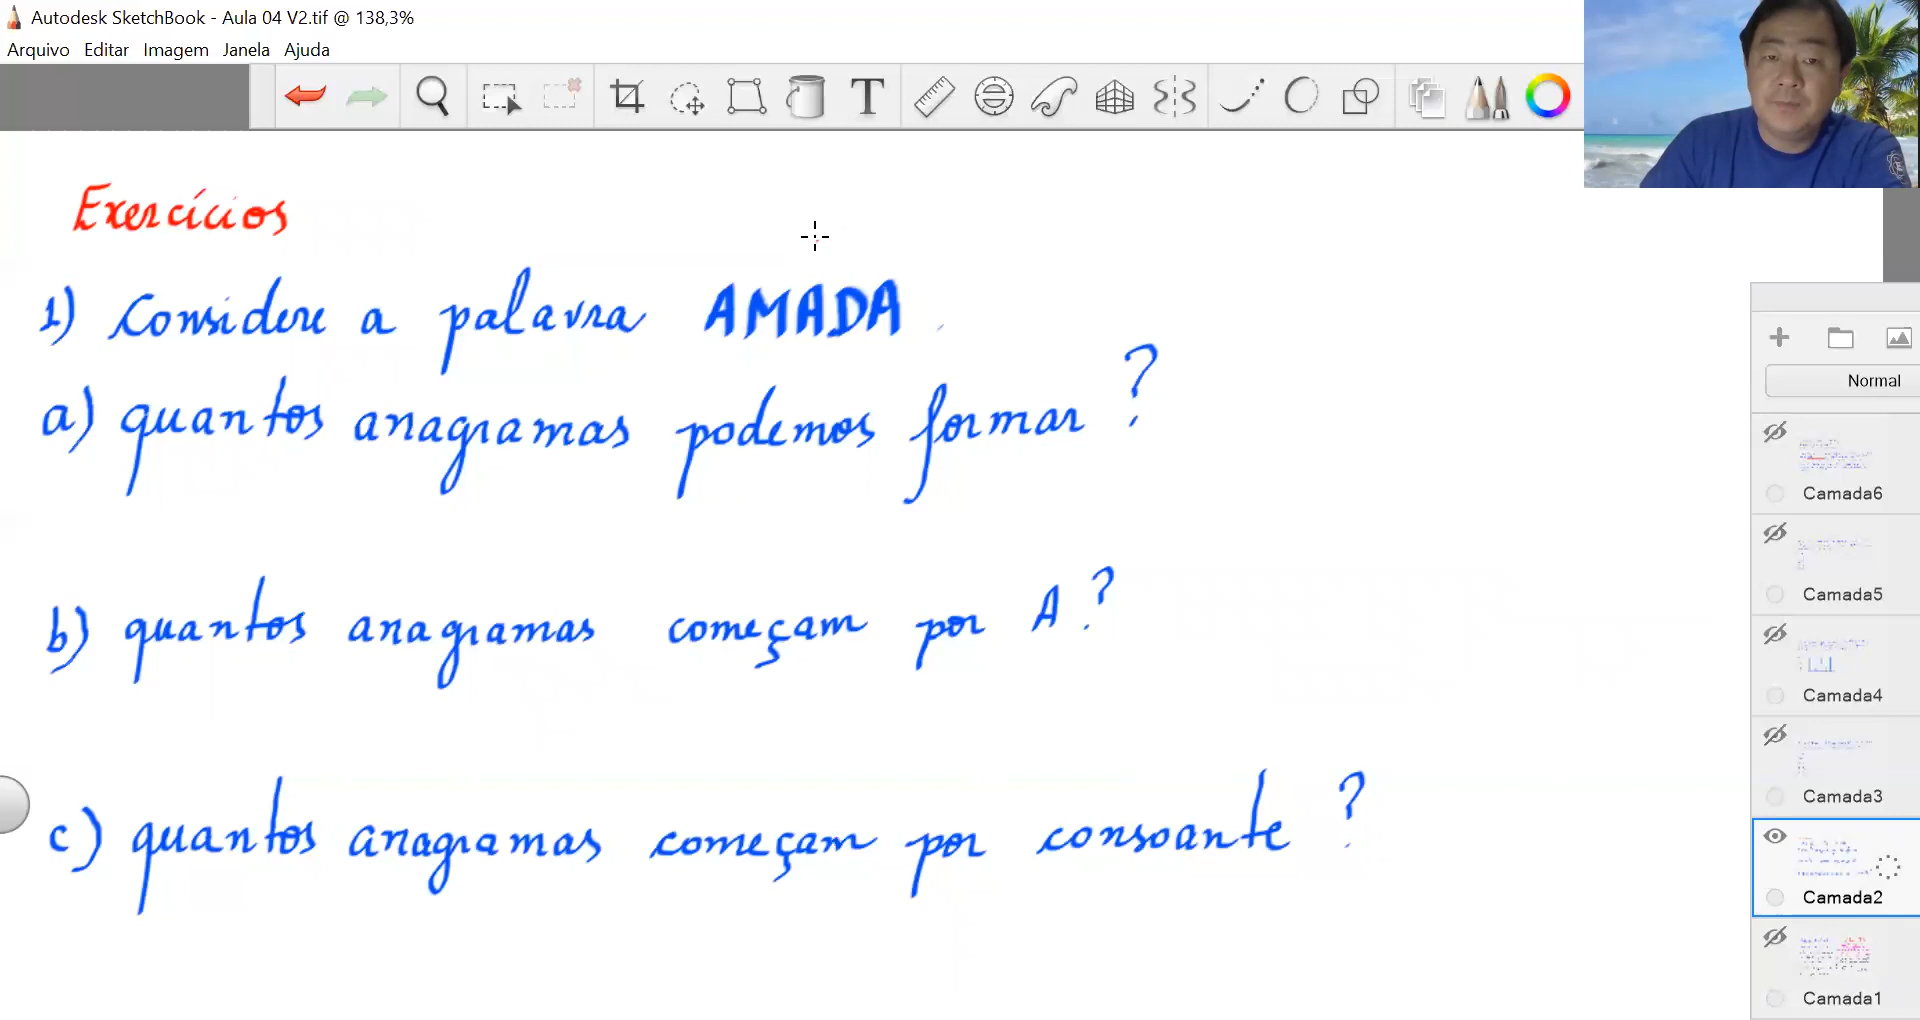 Autodesk SketchBook - Aula 04 V2.tif @ 138,3%
Arquivo Editar Imagem Janela Ajuda
T
Exercícios
1) Considere a palavra AMADA.
a) quantos anagramas podemos formar?
b) quantos anagramas começam por A?
c) quantos anagramas começam por consoante?
Normal
Camada6
Camada5
Camada4
Camada3
Camada2
Camada1